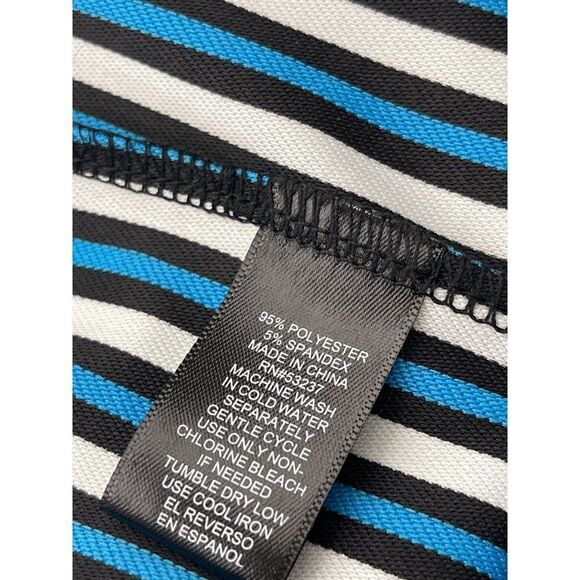 95% POLYESTER
5% SPANDEX
MADE IN CHINA
RN#53237
MACHINE WASH
IN COLD WATER
SEPARATELY
GENTLE CYCLE
USE ONLY NON-
CHLORINE BLEACH
IF NEEDED
TUMBLE DRY LOW
USE COOL IRON
EL REVERSO
EN ESPANOL